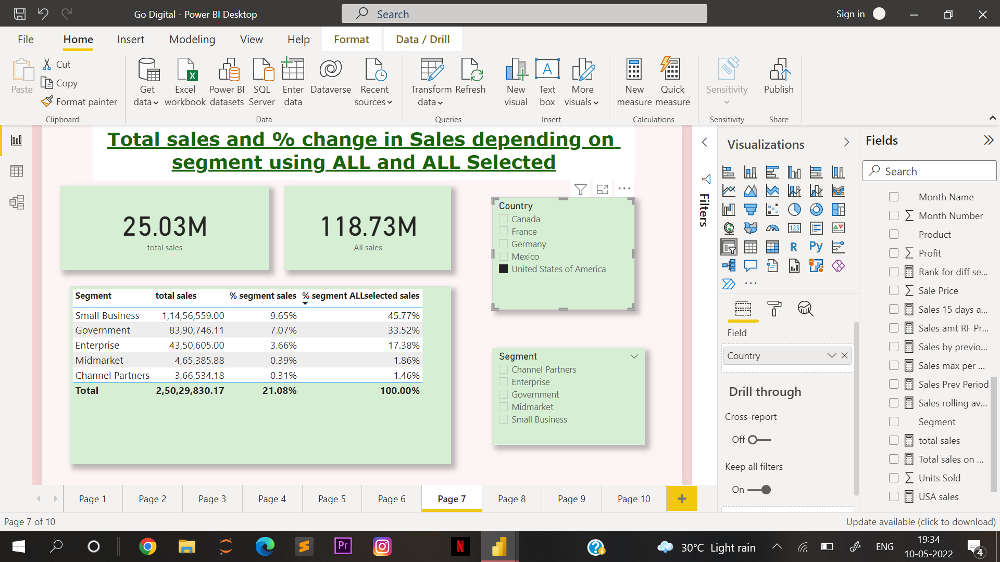 Go Digital - Power BI Desktop
Search
Sign in
File
Home
Insert
Modeling
View
Help
Format
Data / Drill
Paste
Cut
Copy
Format painter
Clipboard
Get data
Excel workbook
Power BI datasets
SQL Server
Enter data
Dataverse
Recent sources
Data
Transform data
Refresh
Queries
New visual
Text box
More visuals
Insert
New measure
Quick measure
Calculations
Sensitivity
Sensitivity
Publish
Share
Total sales and % change in Sales depending on
segment using ALL and ALL Selected
25.03M
total sales
118.73M
All sales
Country
Canada
France
Germany
Mexico
United States of America
Segment total sales % segment sales % segment ALLselected sales
Small Business 1,14,56,559.00 9.65% 45.77%
Government 83,90,746.11 7.07% 33.52%
Enterprise 43,50,605.00 3.66% 17.38%
Midmarket 4,65,385.88 0.39% 1.86%
Channel Partners 3,66,534.18 0.31% 1.46%
Total 2,50,29,830.17 21.08% 100.00%
Segment
Channel Partners
Enterprise
Government
Midmarket
Small Business
Filters
Visualizations
123
R
Py
Field
Country
Drill through
Cross-report
Off
Keep all filters
On
Fields
Search
Month Name
Month Number
Product
Profit
Rank for diff se...
Sale Price
Sales 15 days a...
Sales amt RF Pr...
Sales by previo...
Sales max per ...
Sales Prev Period
Sales rolling av...
Segment
total sales
Total sales on ...
Units Sold
USA sales
Page 1
Page 2
Page 3
Page 4
Page 5
Page 6
Page 7
Page 8
Page 9
Page 10
+
Page 7 of 10
Update available (click to download)
Pr
N
30°C Light rain
ENG
19:34
10-05-2022
4